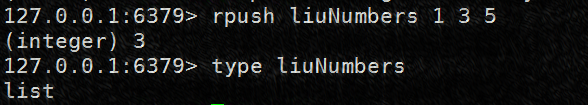 127.0.0.1:6379> rpush liuNumbers 1 3 5
(integer) 3
127.0.0.1:6379> type liuNumbers
list